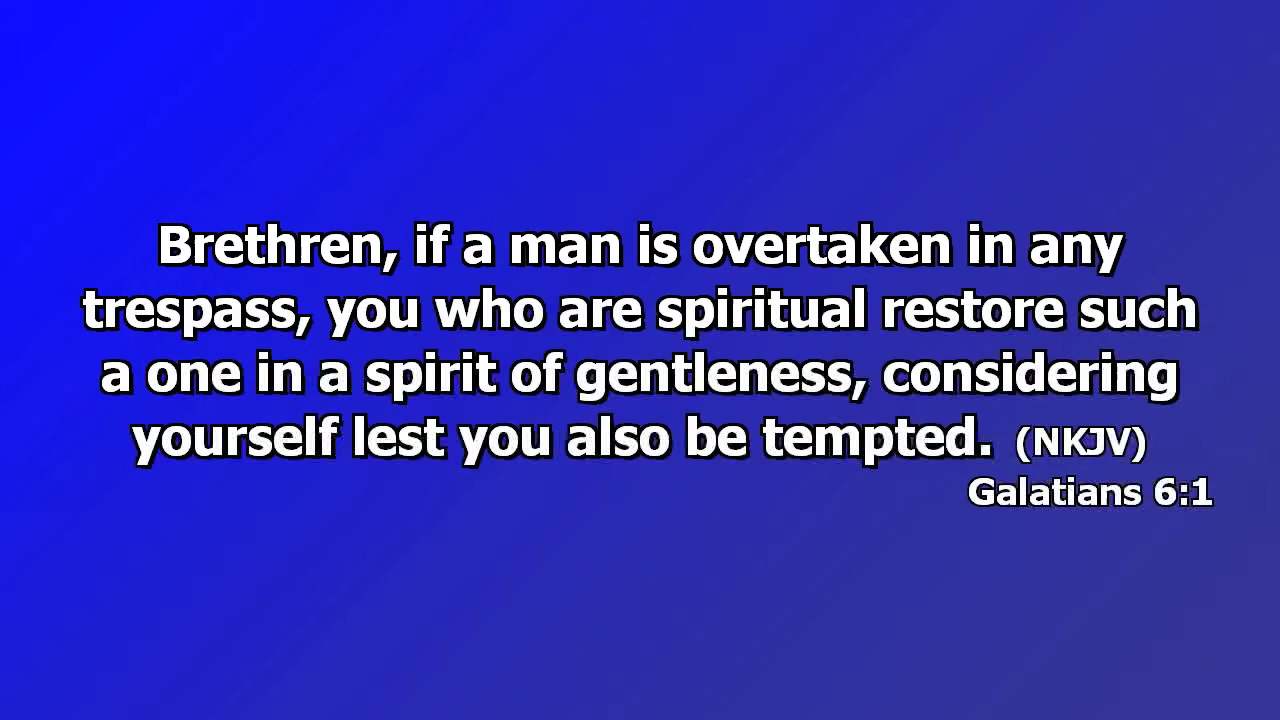 Brethren, if a man is overtaken in any
trespass, you who are spiritual restore such
a one in a spirit of gentleness, considering
yourself lest you also be tempted. (NKJV)
Galatians 6:1